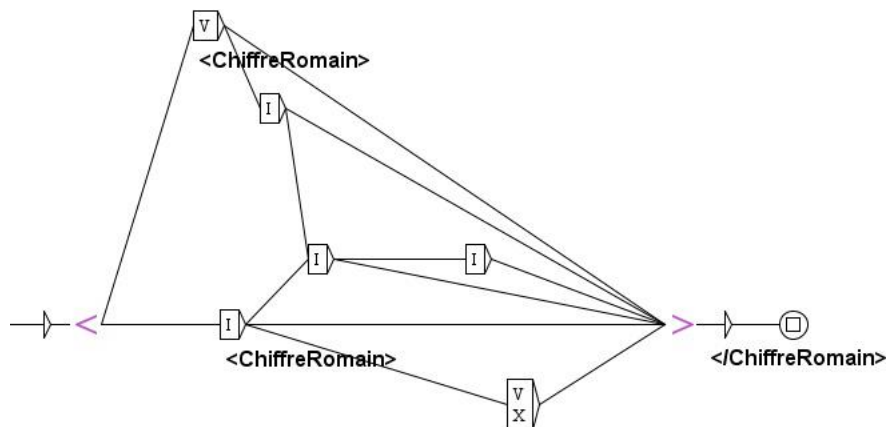 V
<ChiffreRomain>
I
I
I
< I >
<ChiffreRomain>
</ChiffreRomain>
V
X